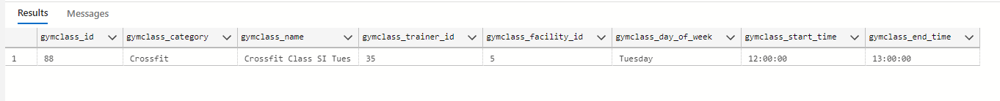 Results Messages
gymclass_id gymclass_category gymclass_name gymclass_trainer_id gymclass_facility_id gymclass_day_of_week gymclass_start_time gymclass_end_time
1 88 Crossfit Crossfit Class SI Tues 35 5 Tuesday 12:00:00 13:00:00